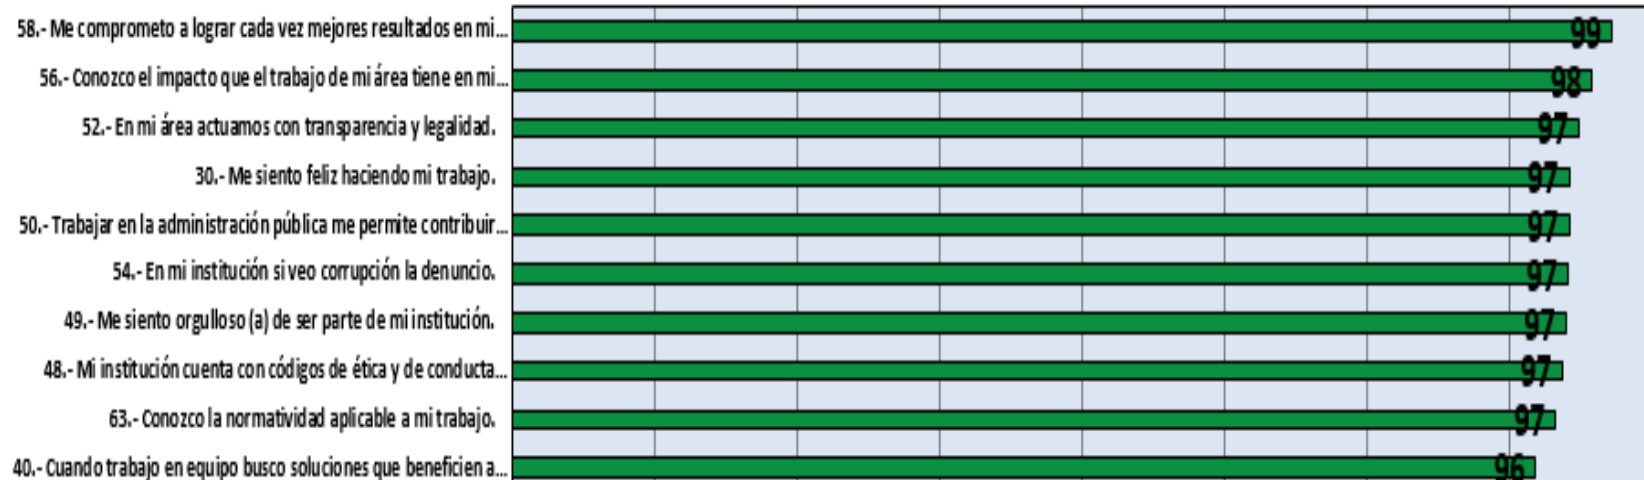 58.- Me comprometo a lograr cada vez mejores resultados en mi... 99
56.- Conozco el impacto que el trabajo de mi área tiene en mi... 98
52.- En mi área actuamos con transparencia y legalidad. 97
30.- Me siento feliz haciendo mi trabajo. 97
50.- Trabajar en la administración pública me permite contribuir... 97
54.- En mi institución si veo corrupción la denuncio. 97
49.- Me siento orgulloso (a) de ser parte de mi institución. 97
48.- Mi institución cuenta con códigos de ética y de conducta... 97
63.- Conozco la normatividad aplicable a mi trabajo. 97
40.- Cuando trabajo en equipo busco soluciones que beneficien a... 96